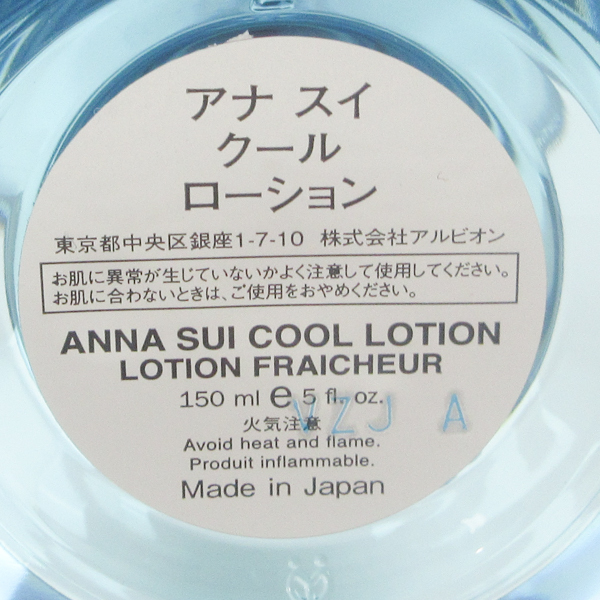 アナ スイ
クール
ローション
東京都中央区銀座1-7-10 株式会社アルビオン
お肌に異常が生じていないかよく注意して使用してください。
お肌に合わないときは、ご使用をおやめください。
ANNA SUI COOL LOTION
LOTION FRAICHEUR
150 ml ℮ 5 fl. oz.
VZJ A
火気注意
Avoid heat and flame.
Produit inflammable.
Made in Japan